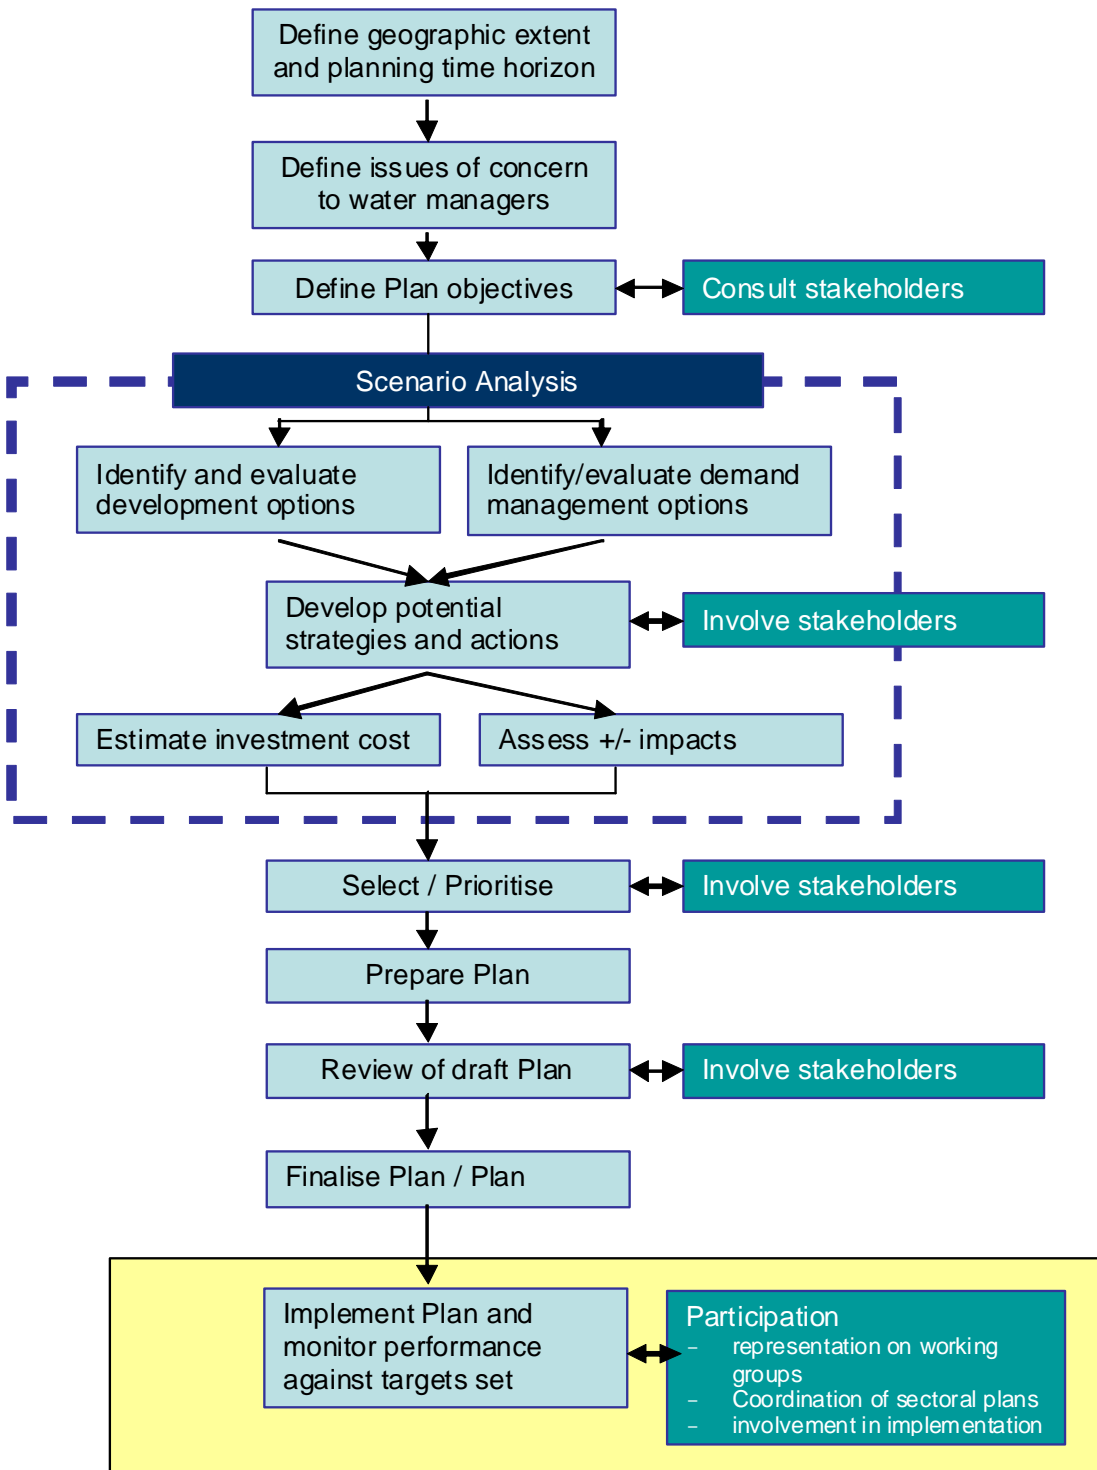 Define geographic extent
and planning time horizon
Define issues of concern
to water managers
Define Plan objectives
Consult stakeholders
Scenario Analysis
Identify and evaluate
development options
Identify/evaluate demand
management options
Develop potential
strategies and actions
Involve stakeholders
Estimate investment cost
Assess +/- impacts
Select / Prioritise
Involve stakeholders
Prepare Plan
Review of draft Plan
Involve stakeholders
Finalise Plan / Plan
Implement Plan and
monitor performance
against targets set
Participation
– representation on working
groups
– Coordination of sectoral plans
– involvement in implementation